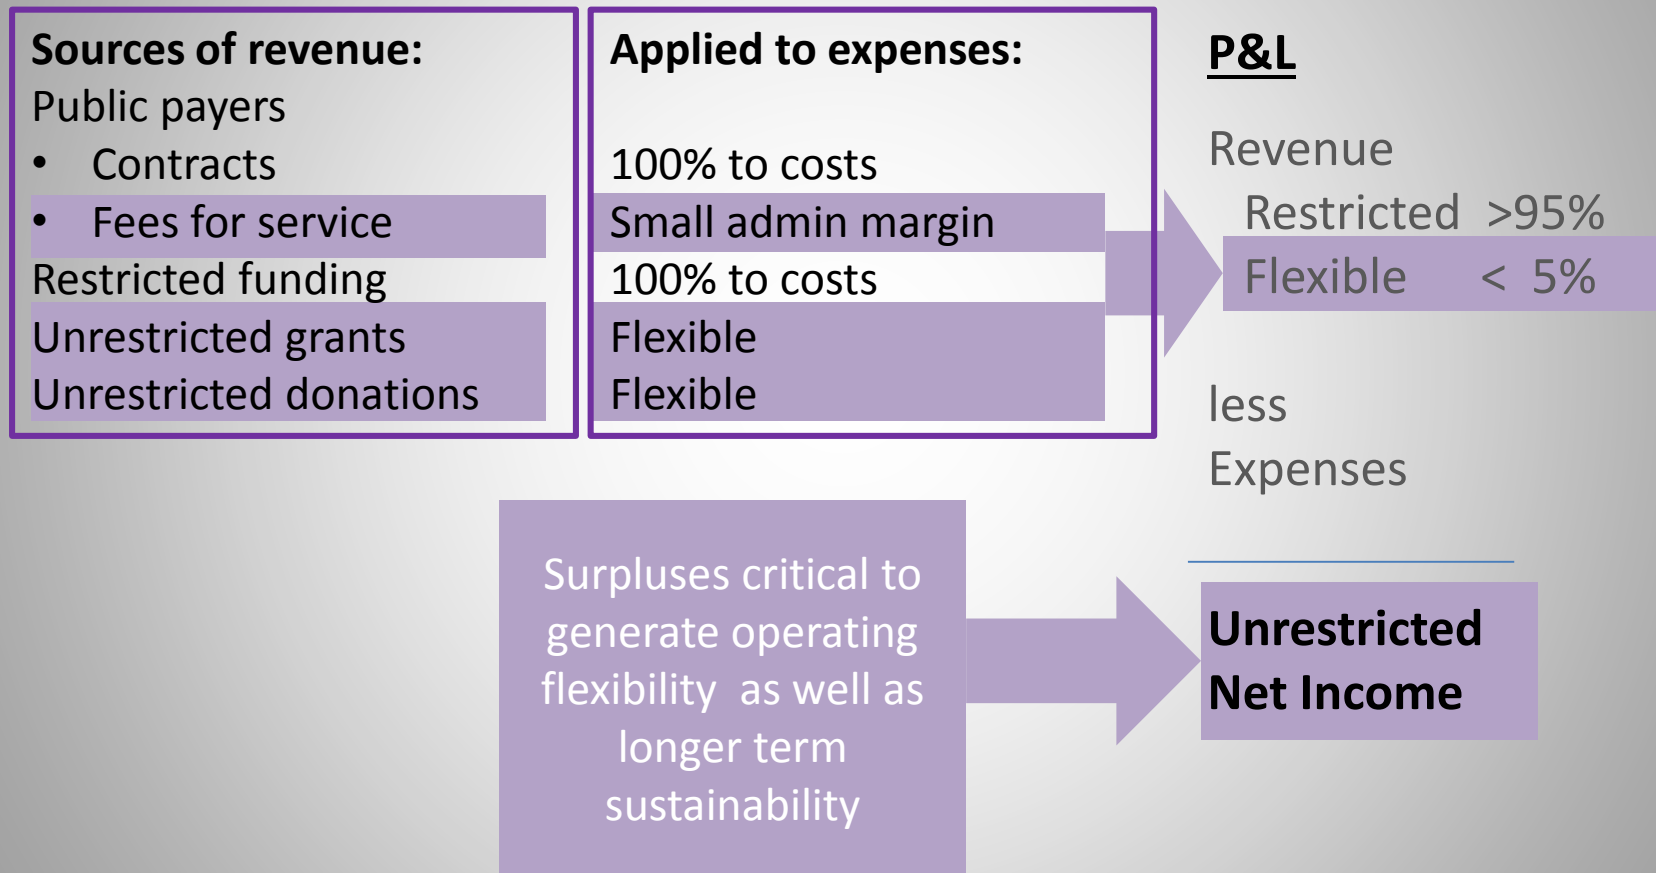 Sources of revenue:
Public payers
• Contracts
• Fees for service
Restricted funding
Unrestricted grants
Unrestricted donations
Applied to expenses:
100% to costs
Small admin margin
100% to costs
Flexible
Flexible
P&L
Revenue
Restricted >95%
Flexible < 5%
less
Expenses
Surpluses critical to
generate operating
flexibility as well as
longer term
sustainability
Unrestricted
Net Income